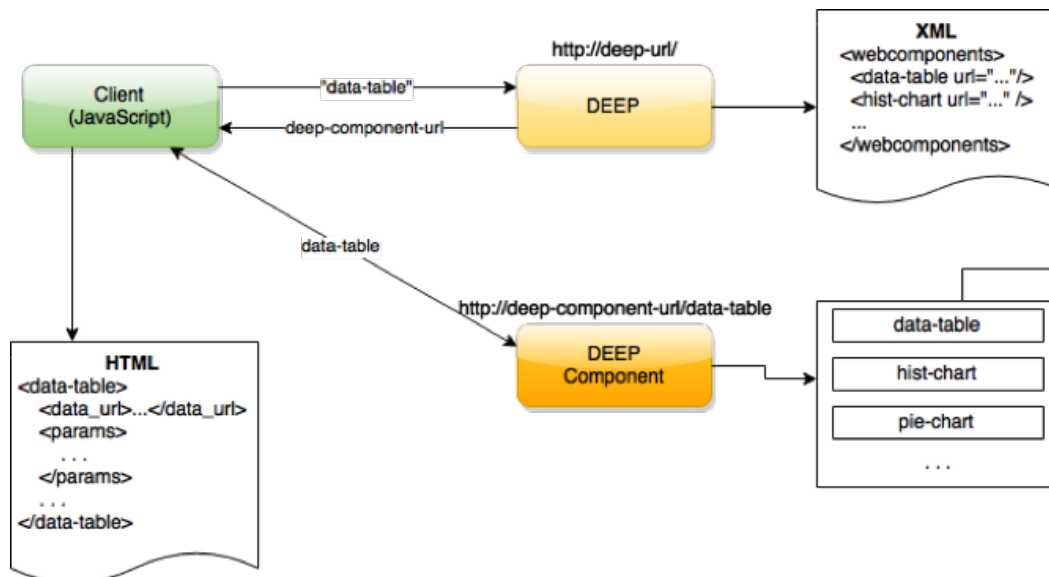 http://deep-url/
Client
(JavaScript)
"data-table"
deep-component-url
DEEP
XML
<webcomponents>
<data-table url="..."/>
<hist-chart url="..." />
...
</webcomponents>
data-table
http://deep-component-url/data-table
DEEP
Component
data-table
hist-chart
pie-chart
. . .
HTML
<data-table>
<data_url>...</data_url>
<params>
. . .
</params>
. . .
</data-table>